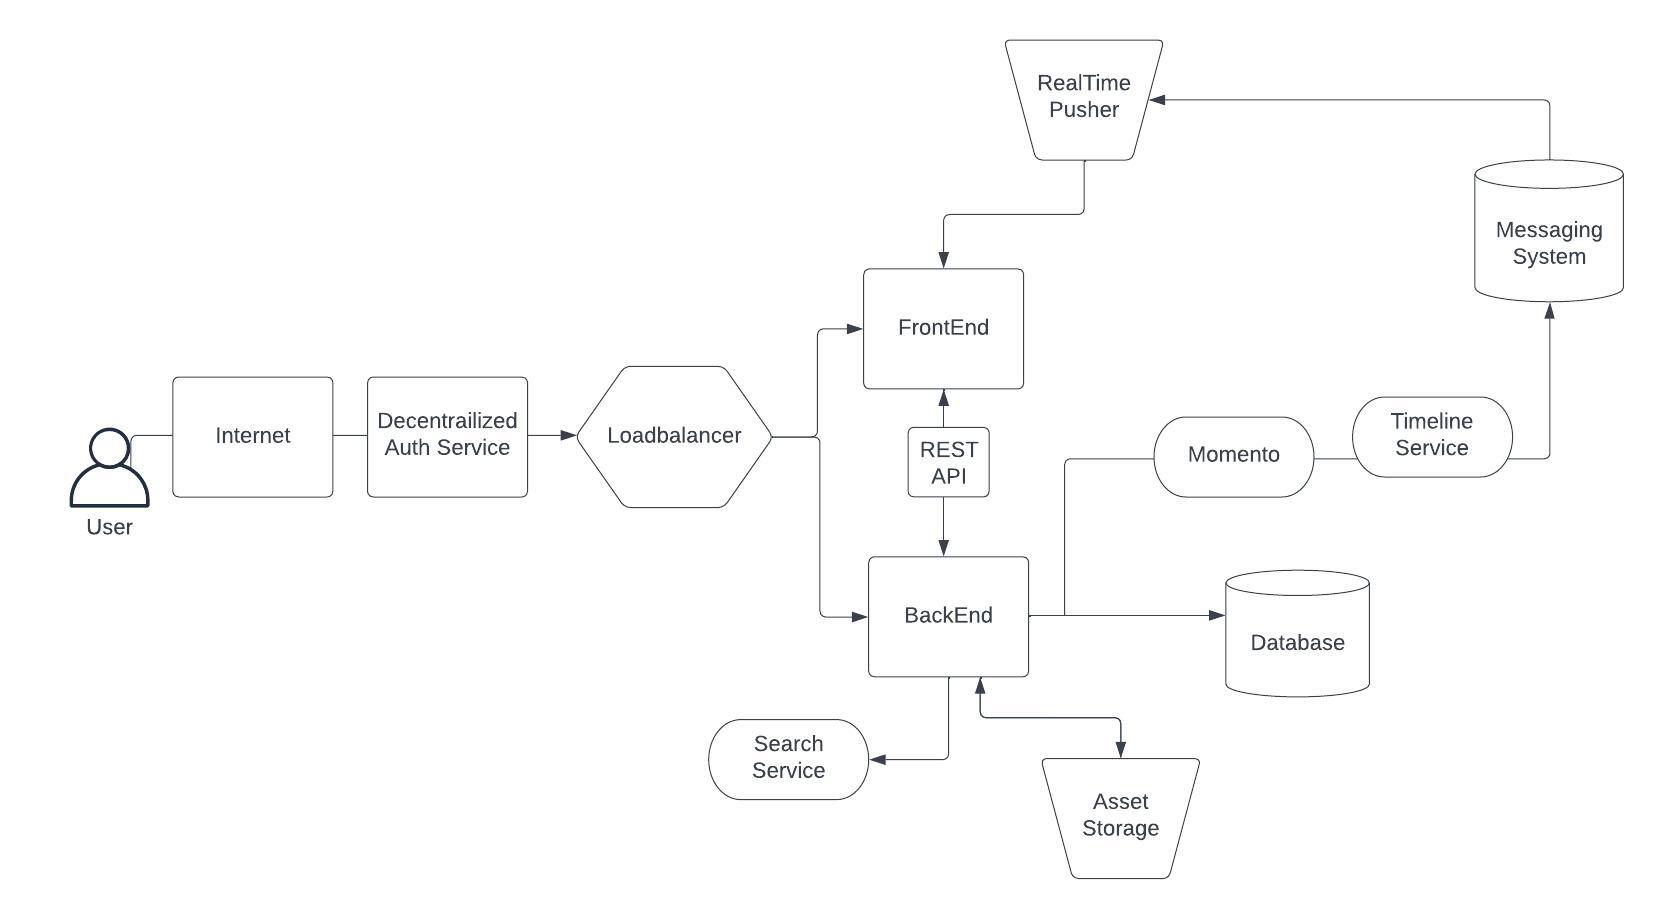 RealTime
Pusher
Messaging
System
FrontEnd
Internet
Decentrailized
Auth Service
Loadbalancer
REST
API
Momento
Timeline
Service
User
BackEnd
Database
Search
Service
Asset
Storage